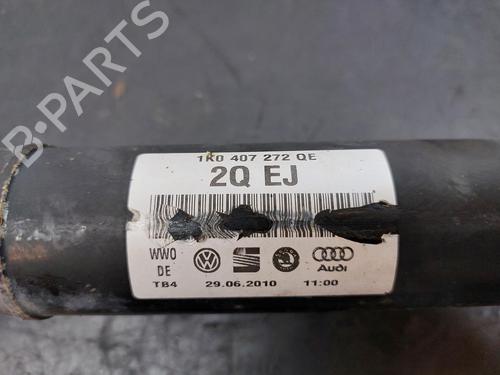 B-PARTS
1K0 407 272 QE
2Q EJ
WWO
DE
Audi
TB4 29.06.2010 11:00